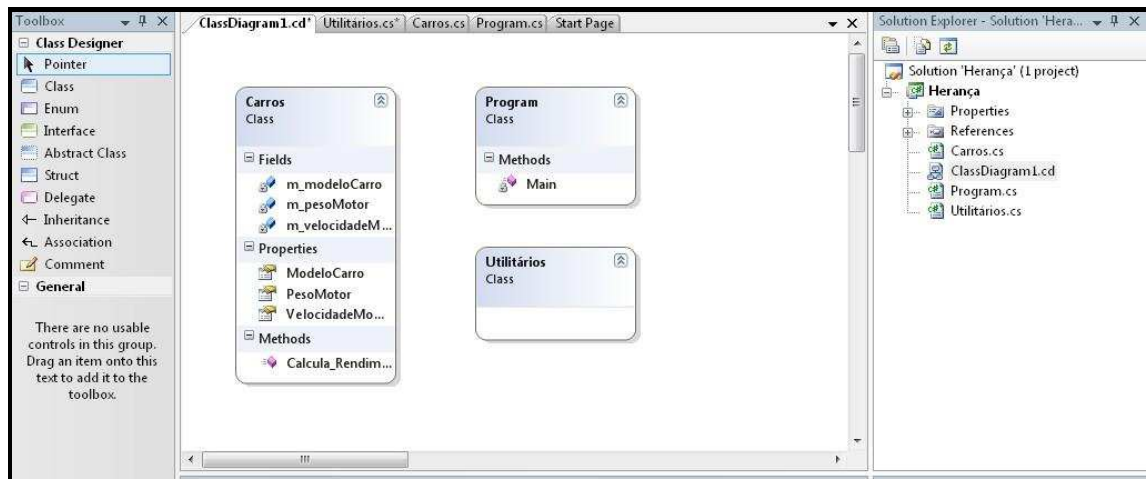 Toolbox
Class Designer
Pointer
Class
Enum
Interface
Abstract Class
Struct
Delegate
Inheritance
Association
Comment
General
There are no usable
controls in this group.
Drag an item onto this
text to add it to the
toolbox.
ClassDiagram1.cd* Utilitários.cs* Carros.cs Program.cs Start Page
Carros
Class
Fields
m_modeloCarro
m_pesoMotor
m_velocidadeM...
Properties
ModeloCarro
PesoMotor
VelocidadeMo...
Methods
Calcula_Rendim...
Program
Class
Methods
Main
Utilitários
Class
Solution Explorer - Solution 'Hera...
Solution 'Herança' (1 project)
Herança
Properties
References
Carros.cs
ClassDiagram1.cd
Program.cs
Utilitários.cs